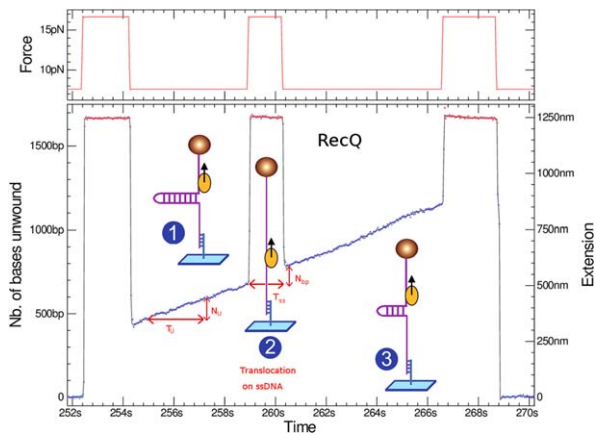 15pN
10pN
Force
RecQ
1500bp
1000bp
500bp
0
Nb. of bases unwound
1250nm
1000nm
750nm
500nm
250nm
0
Extension
1
2
3
N_U
T_U
N_bp
T_ss
Translocation
on ssDNA
252s 254s 256s 258s 260s 262s 264s 266s 268s 270s
Time